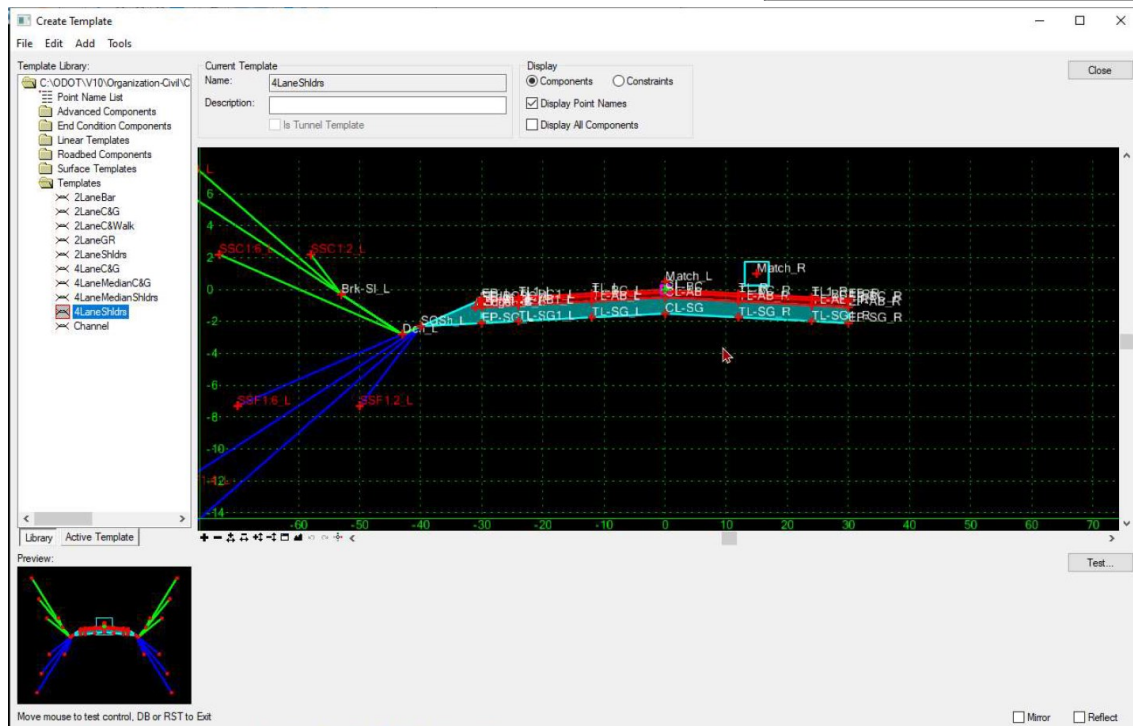 Create Template
File Edit Add Tools
Template Library:
C:\ODOT\V10\Organization-Civil\C
Point Name List
Advanced Components
End Condition Components
Linear Templates
Roadbed Components
Surface Templates
Templates
2LaneBar
2LaneC&G
2LaneC&Walk
2LaneGR
2LaneShldrs
4LaneC&G
4LaneMedianC&G
4LaneMedianShldrs
4LaneShldrs
Channel
Library Active Template
Current Template
Name: 4LaneShldrs
Description:
Is Tunnel Template
Display
Components Constraints
Display Point Names
Display All Components
Close
6
4
2
0
-2
-4
-6
-8
-10
-12
-14
SSC1:6_L SSC1:2_L
Brk-Sl_L
SGSh_L
Match_L Match_R
TL-SG1_L TL-SG_L CL-SG TL-SG_R EP-SG_R
SSF1:6_L SSF1:2_L
-60 -50 -40 -30 -20 -10 0 10 20 30 40 50 60 70
Test...
Preview:
Move mouse to test control, DB or RST to Exit
Mirror Reflect